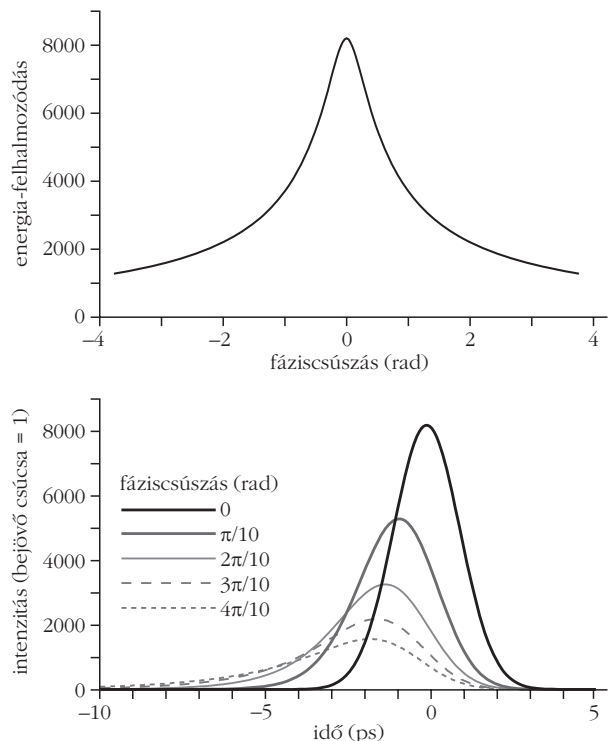 energia-felhalmozódás
8000
6000
4000
2000
0
−4
−2
0
2
4
fáziscsúszás (rad)
intenzitás (bejövő csúcsa = 1)
8000
6000
4000
2000
0
fáziscsúszás (rad)
0
π/10
2π/10
3π/10
4π/10
−10
−5
0
5
idő (ps)